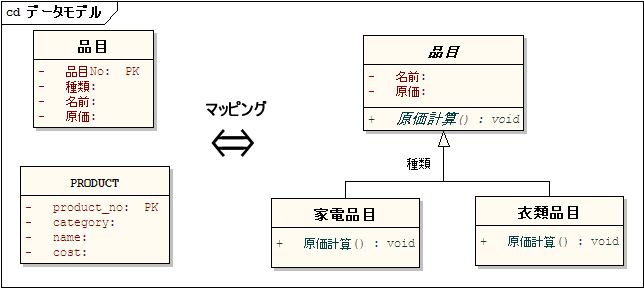 cd データモデル
品目
- 品目No: PK
- 種類:
- 名前:
- 原価:
PRODUCT
- product_no: PK
- category:
- name:
- cost:
マッピング
品目
- 名前:
- 原価:
+ 原価計算() : void
種類
家電品目
+ 原価計算() : void
衣類品目
+ 原価計算() : void